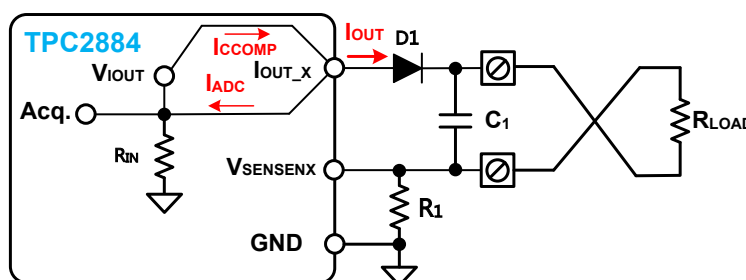 TPC2884
ICCOMP
IOUT
D1
VIOUT
IOUT_X
IADC
Acq.
RIN
C1
RLOAD
VSENSENX
R1
GND